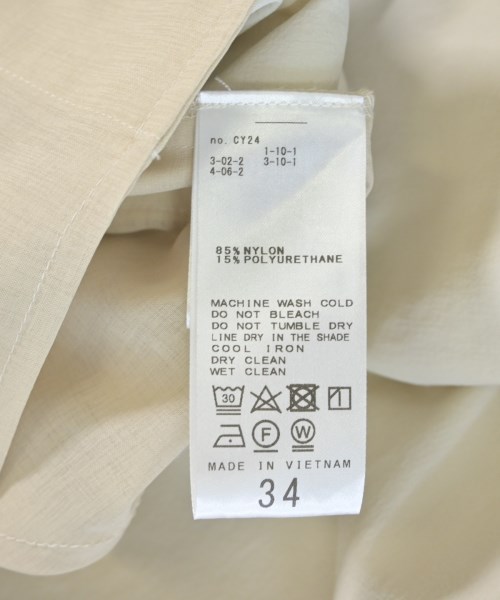 no. CY24
1-10-1
3-02-2 3-10-1
4-06-2
85% NYLON
15% POLYURETHANE
MACHINE WASH COLD
DO NOT BLEACH
DO NOT TUMBLE DRY
LINE DRY IN THE SHADE
COOL IRON
DRY CLEAN
WET CLEAN
30
F W
MADE IN VIETNAM
34